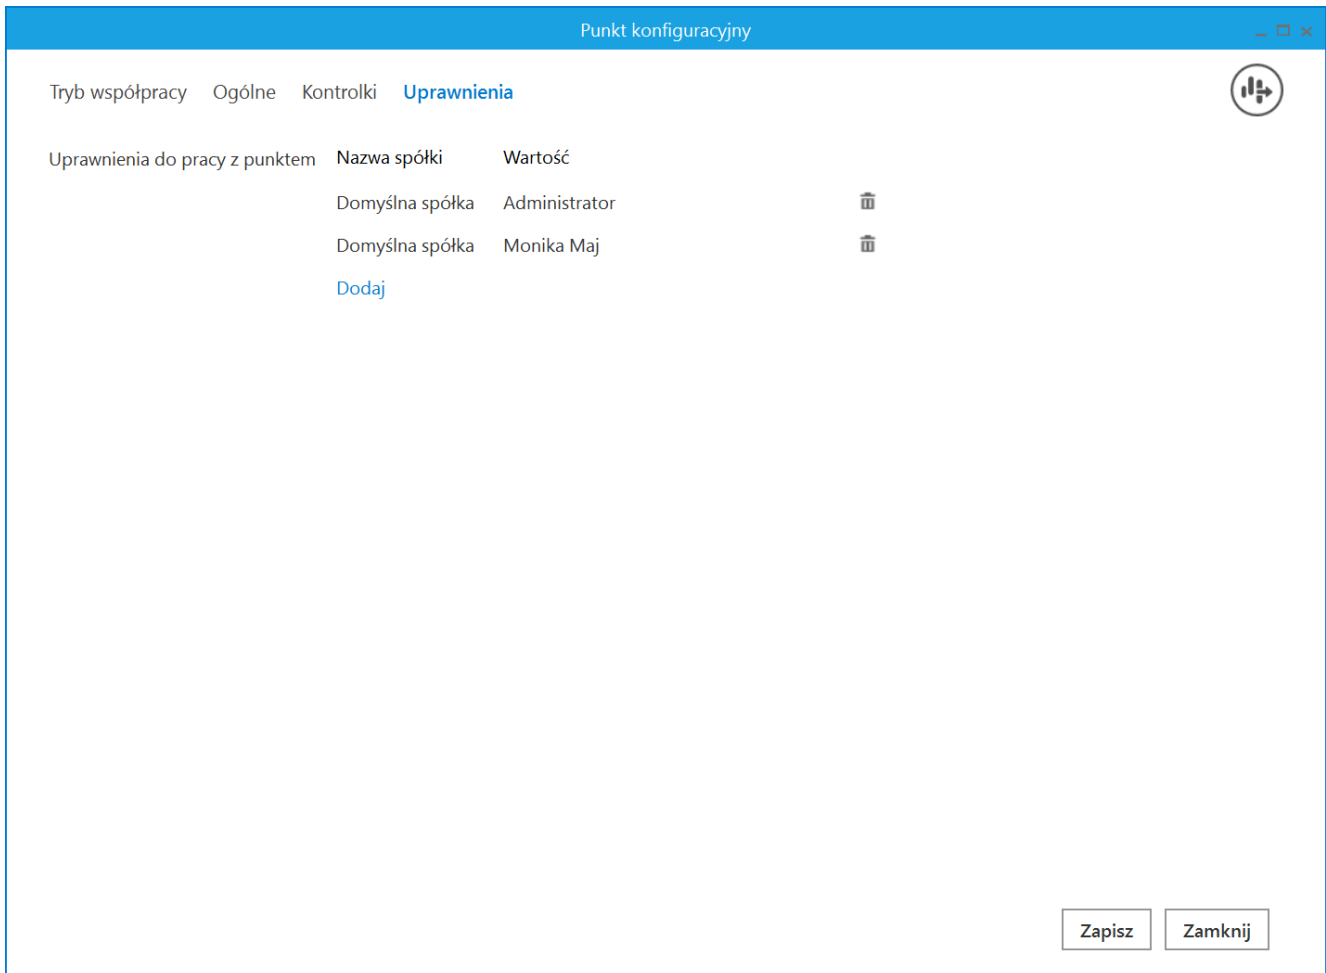 Punkt konfiguracyjny
Tryb współpracy Ogólne Kontrolki Uprawnienia
Uprawnienia do pracy z punktem Nazwa spółki Wartość
Domyślna spółka Administrator
Domyślna spółka Monika Maj
Dodaj
Zapisz Zamknij